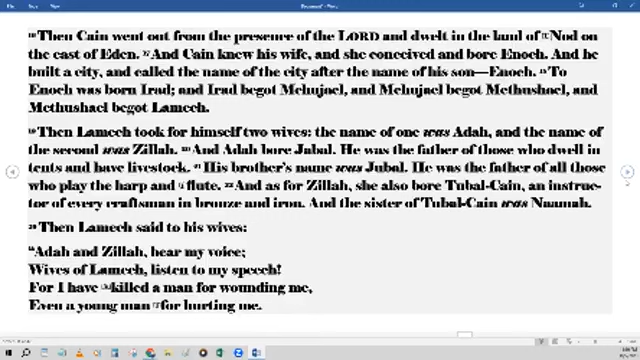 Then Cain went out from the presence of the LORD and dwelt in the land of Nod on
the east of Eden. And Cain knew his wife, and she conceived and bore Enoch. And he
built a city, and called the name of the city after the name of his son—Enoch. To
Enoch was born Irad; and Irad begot Mehujael, and Mehujael begot Methushael, and
Methushael begot Lamech.
Then Lamech took for himself two wives: the name of one was Adah, and the name of
the second was Zillah. And Adah bore Jabal. He was the father of those who dwell in
tents and have livestock. His brother's name was Jubal. He was the father of all those
who play the harp and flute. And as for Zillah, she also bore Tubal-Cain, an instruc-
tor of every craftsman in bronze and iron. And the sister of Tubal-Cain was Naamah.
Then Lamech said to his wives:
"Adah and Zillah, hear my voice;
Wives of Lamech, listen to my speech!
For I have killed a man for wounding me,
Even a young man for hurting me.